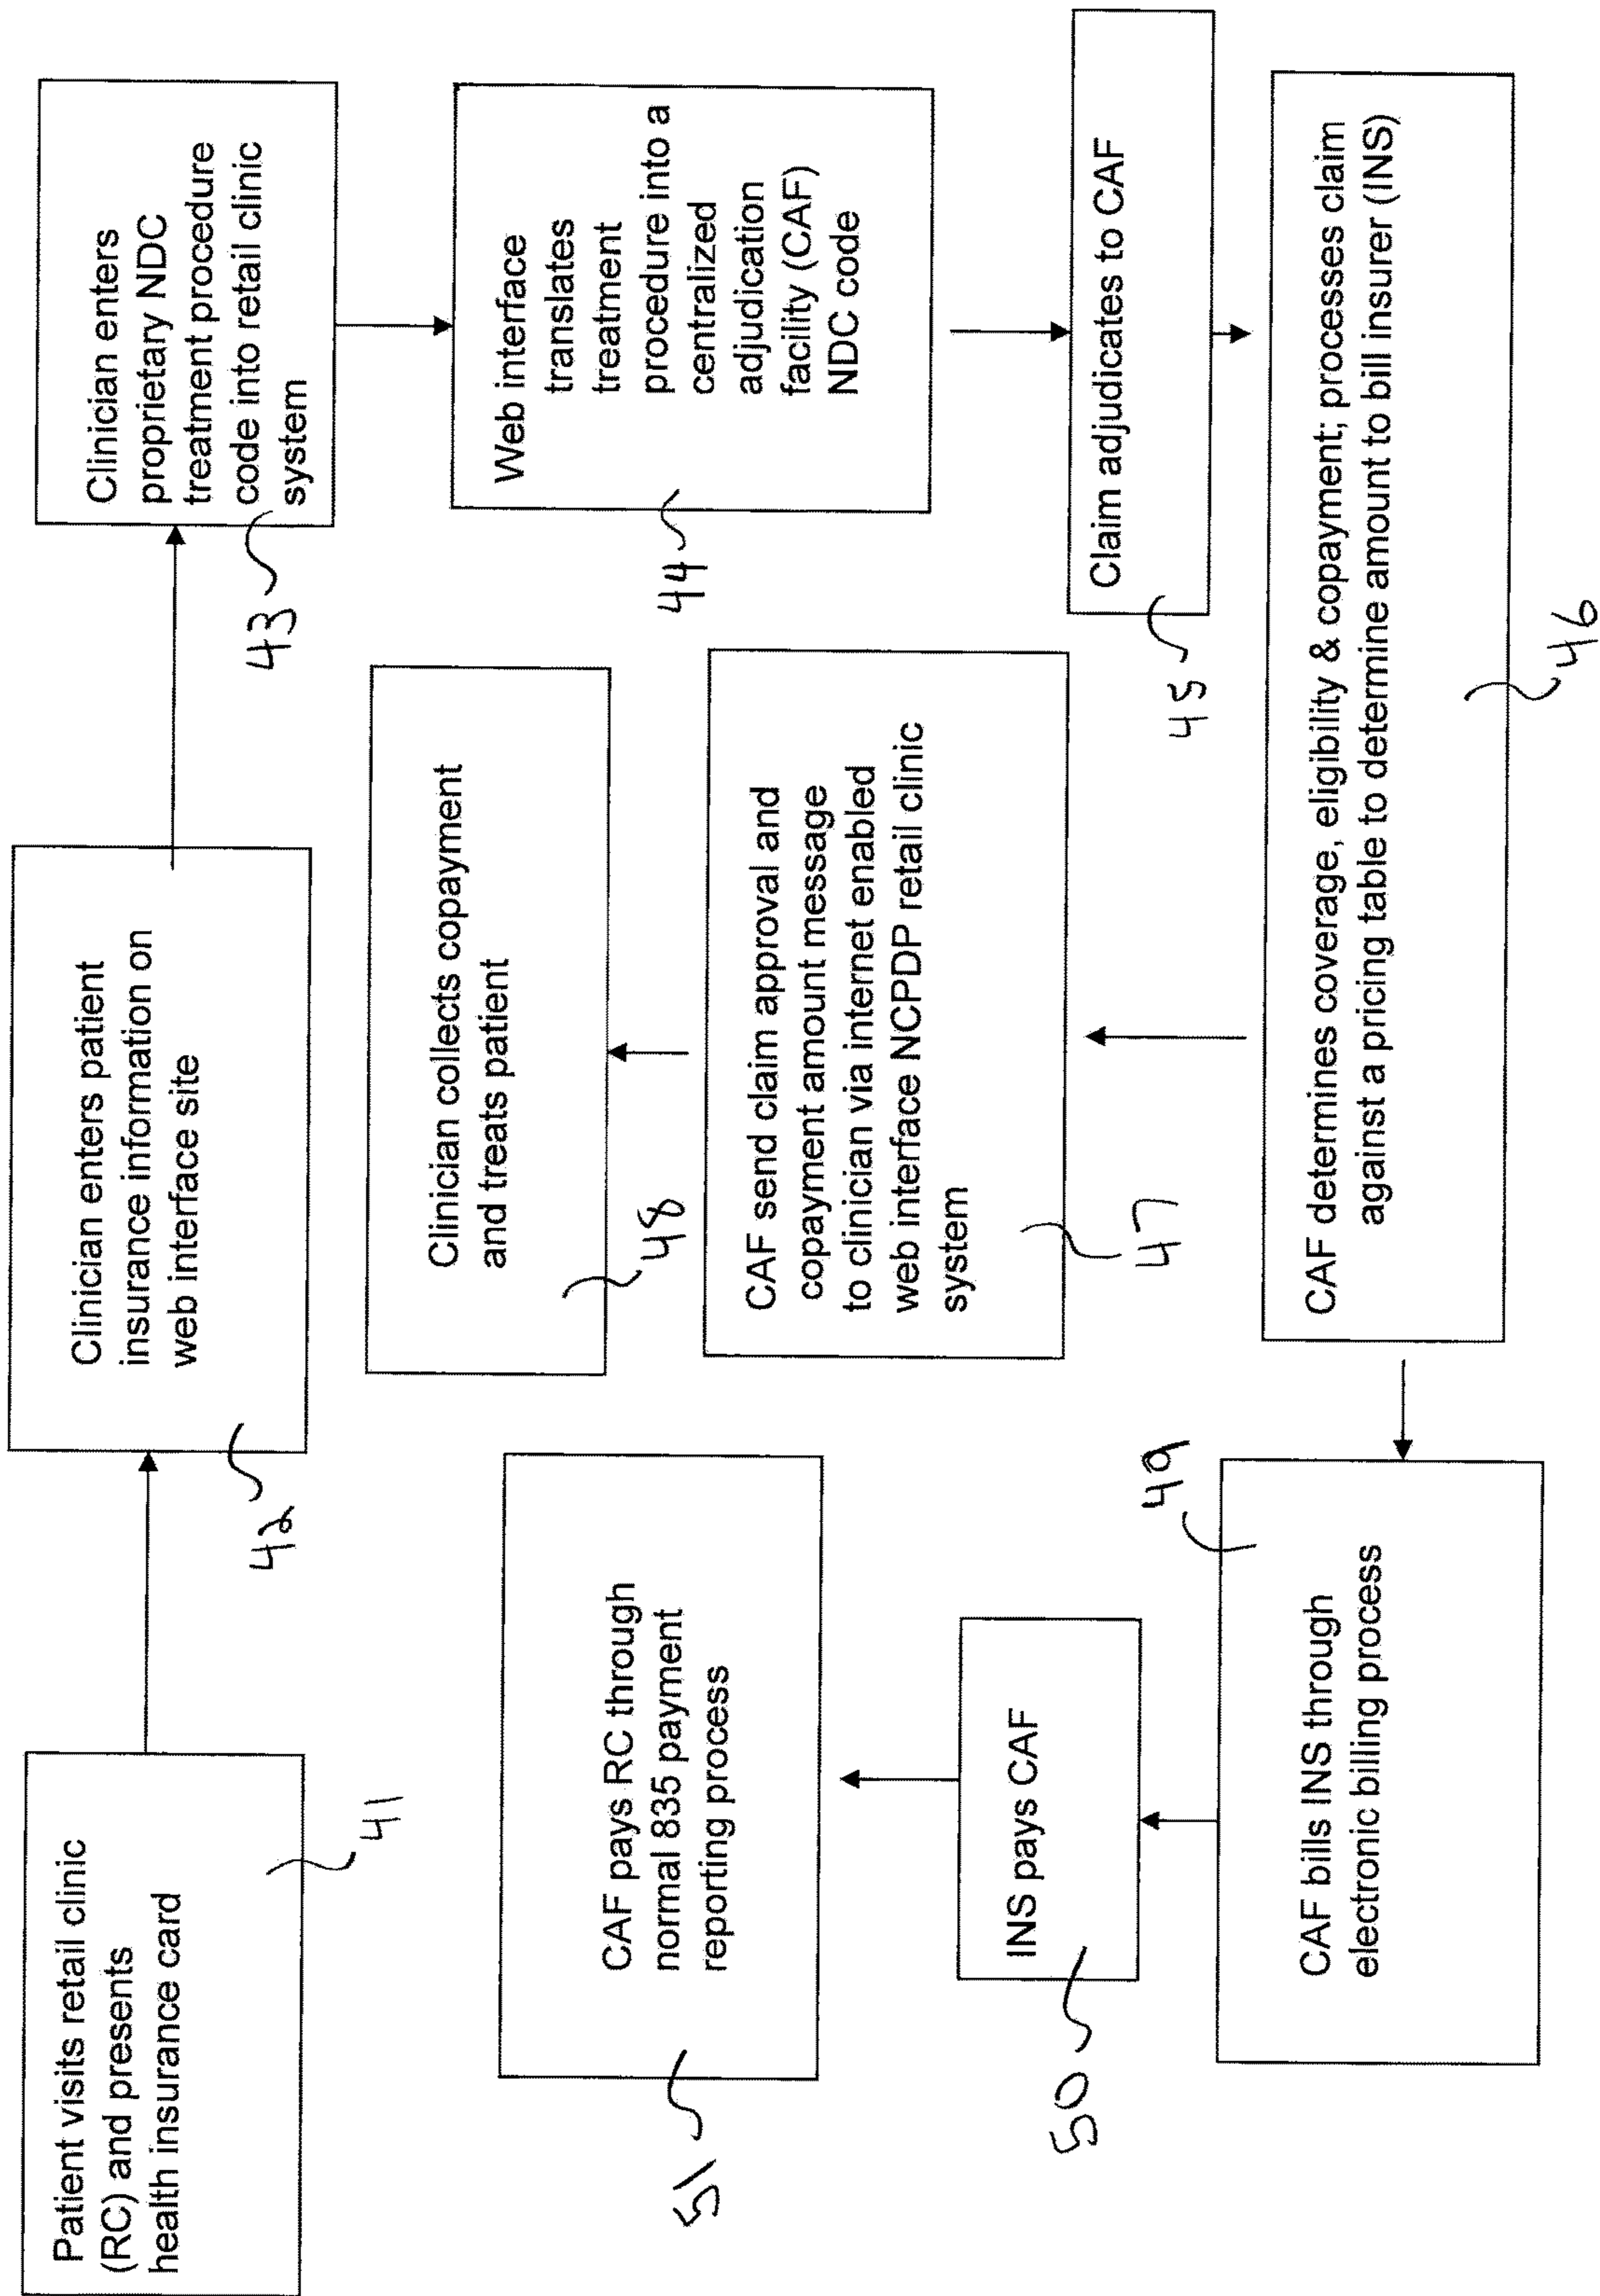 Patient visits retail clinic
(RC) and presents
health insurance card
41
Clinician enters patient
insurance information on
web interface site
42
Clinician enters
proprietary NDC
treatment procedure
code into retail clinic
system
43
Web interface
translates
treatment
procedure into a
centralized
adjudication
facility (CAF)
NDC code
44
Claim adjudicates to CAF
45
CAF determines coverage, eligibility & copayment; processes claim
against a pricing table to determine amount to bill insurer (INS)
46
CAF send claim approval and
copayment amount message
to clinician via internet enabled
web interface NCPDP retail clinic
system
47
Clinician collects copayment
and treats patient
48
CAF bills INS through
electronic billing process
49
INS pays CAF
50
CAF pays RC through
normal 835 payment
reporting process
51